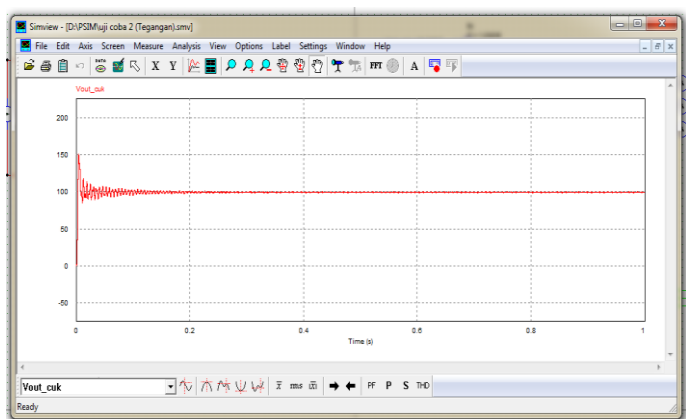 Simview - [D:\PSIM\uji coba 2 (Tegangan).smv]
File Edit Axis Screen Measure Analysis View Options Label Settings Window Help
X Y FFT A
Vout_cuk
200
150
100
50
0
-50
0 0.2 0.4 0.6 0.8 1
Time (s)
Vout_cuk x rms |x| PF P S THD
Ready